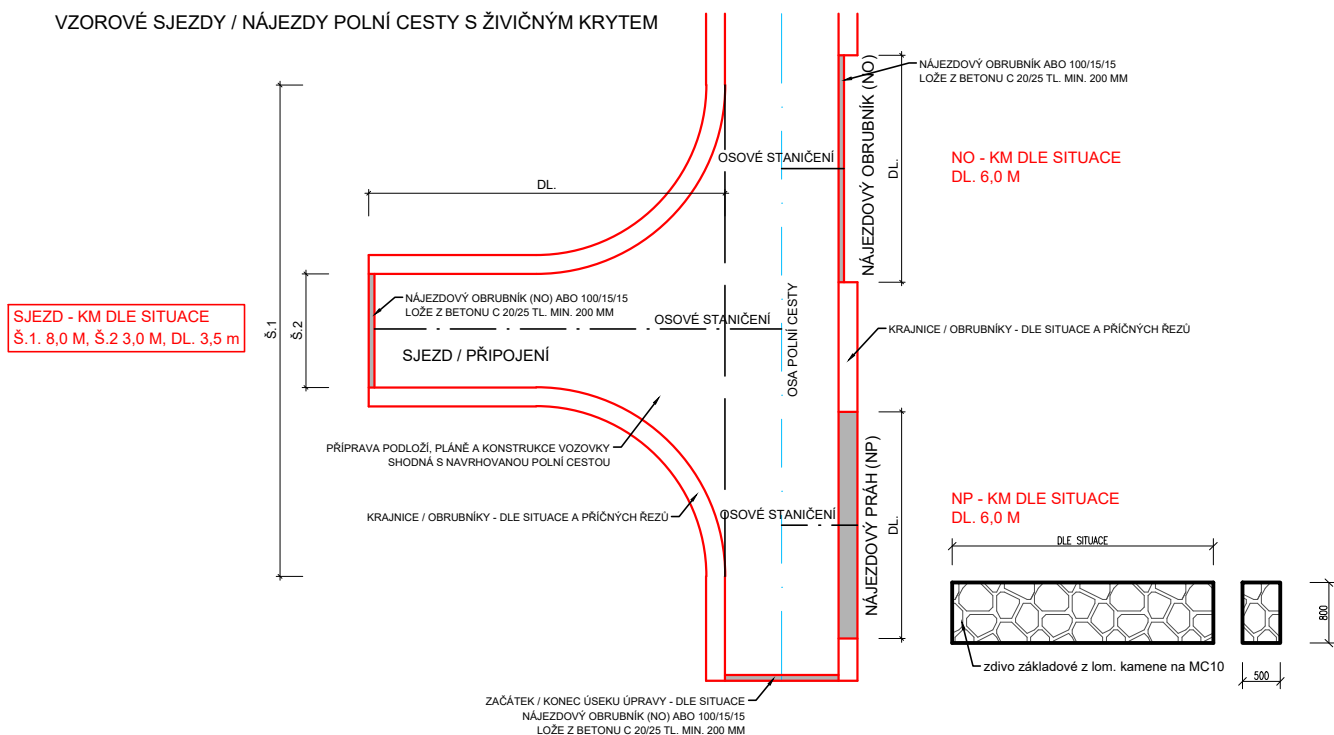 VZOROVÉ SJEZDY / NÁJEZDY POLNÍ CESTY S ŽIVIČNÝM KRYTEM
NÁJEZDOVÝ OBRUBNÍK ABO 100/15/15
LOŽE Z BETONU C 20/25 TL. MIN. 200 MM
NÁJEZDOVÝ OBRUBNÍK (NO)
DL.
OSOVÉ STANIČENÍ
NO - KM DLE SITUACE
DL. 6,0 M
DL.
SJEZD - KM DLE SITUACE
Š.1. 8,0 M, Š.2 3,0 M, DL. 3,5 m
Š.1
Š.2
NÁJEZDOVÝ OBRUBNÍK (NO) ABO 100/15/15
LOŽE Z BETONU C 20/25 TL. MIN. 200 MM
OSOVÉ STANIČENÍ
SJEZD / PŘIPOJENÍ
OSA POLNÍ CESTY
KRAJNICE / OBRUBNÍKY - DLE SITUACE A PŘÍČNÝCH ŘEZŮ
PŘÍPRAVA PODLOŽÍ, PLÁNĚ A KONSTRUKCE VOZOVKY
SHODNÁ S NAVRHOVANOU POLNÍ CESTOU
KRAJNICE / OBRUBNÍKY - DLE SITUACE A PŘÍČNÝCH ŘEZŮ
OSOVÉ STANIČENÍ
NÁJEZDOVÝ PRÁH (NP)
DL.
NP - KM DLE SITUACE
DL. 6,0 M
DLE SITUACE
800
zdivo základové z lom. kamene na MC10
500
ZAČÁTEK / KONEC ÚSEKU ÚPRAVY - DLE SITUACE
NÁJEZDOVÝ OBRUBNÍK (NO) ABO 100/15/15
LOŽE Z BETONU C 20/25 TL. MIN. 200 MM